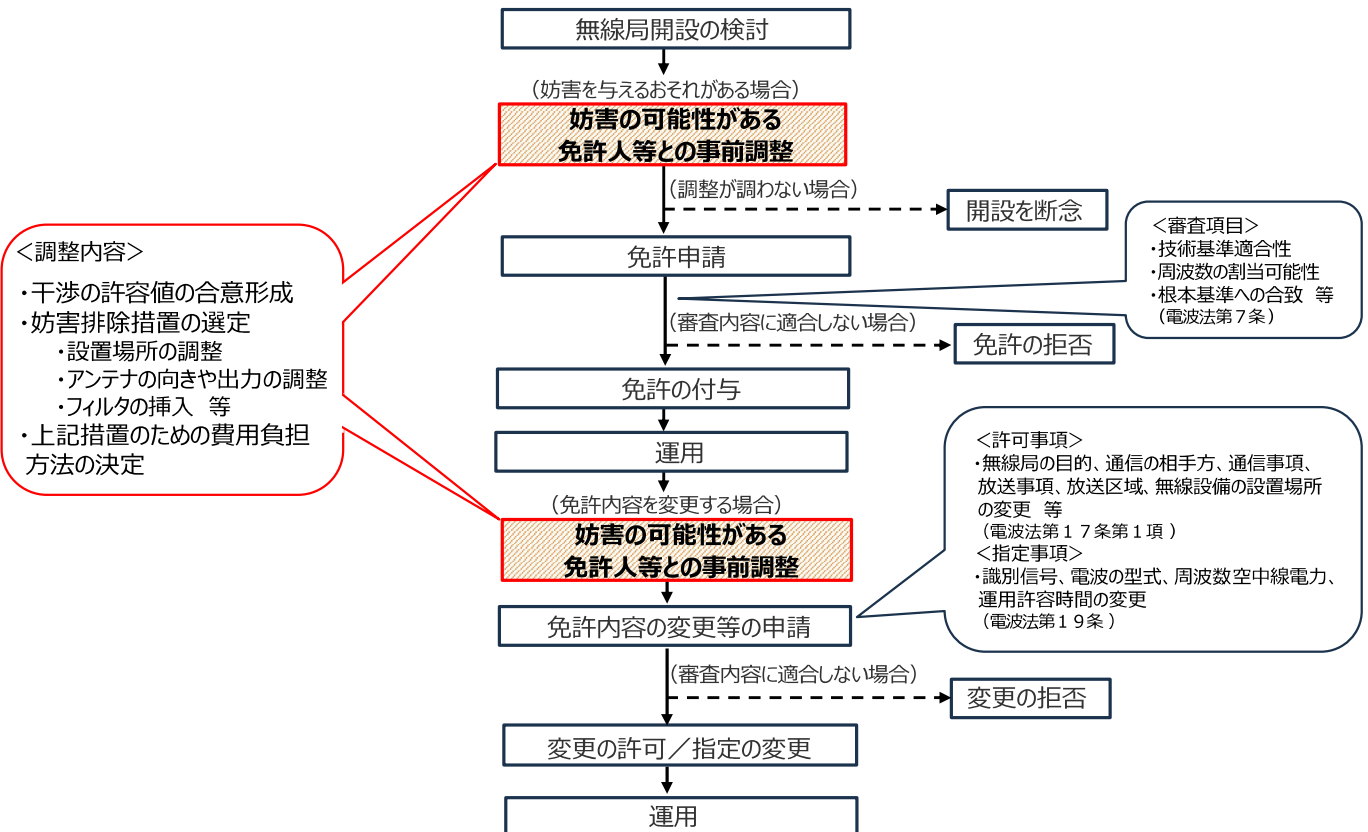 無線局開設の検討
（妨害を与えるおそれがある場合）
妨害の可能性がある
免許人等との事前調整
（調整が調わない場合）
開設を断念
＜審査項目＞
・技術基準適合性
・周波数の割当可能性
・根本基準への合致　等
（電波法第７条）
＜調整内容＞
・干渉の許容値の合意形成
・妨害排除措置の選定
・設置場所の調整
・アンテナの向きや出力の調整
・フィルタの挿入　等
・上記措置のための費用負担
方法の決定
免許申請
（審査内容に適合しない場合）
免許の拒否
免許の付与
運用
（免許内容を変更する場合）
妨害の可能性がある
免許人等との事前調整
＜許可事項＞
・無線局の目的、通信の相手方、通信事項、
放送事項、放送区域、無線設備の設置場所
の変更　等
（電波法第１７条第１項）
＜指定事項＞
・識別信号、電波の型式、周波数空中線電力、
運用許容時間の変更
（電波法第１９条）
免許内容の変更等の申請
（審査内容に適合しない場合）
変更の拒否
変更の許可／指定の変更
運用